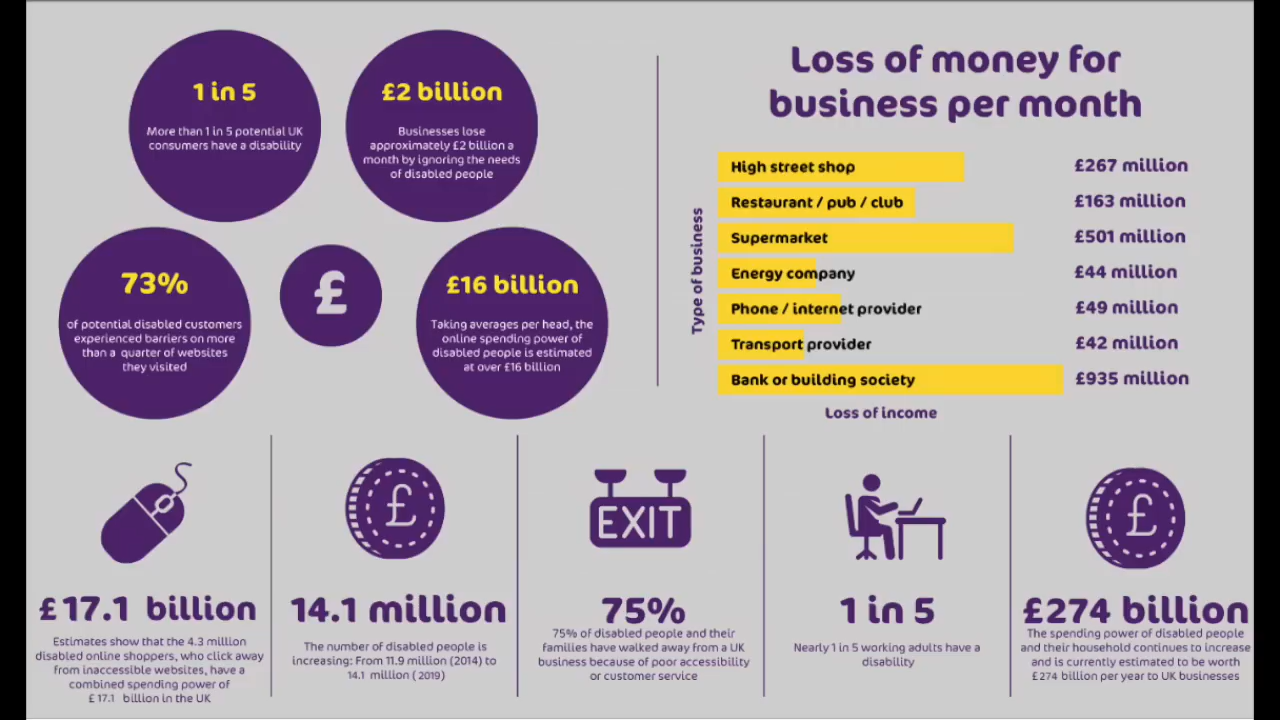 1 in 5
More than 1 in 5 potential UK
consumers have a disability
£2 billion
Businesses lose
approximately £2 billion a
month by ignoring the needs
of disabled people
73%
of potential disabled customers
experienced barriers on more
than a quarter of websites
they visited
£
£16 billion
Taking averages per head, the
online spending power of
disabled people is estimated
at over £16 billion
Loss of money for
business per month
Type of business
High street shop £267 million
Restaurant / pub / club £163 million
Supermarket £501 million
Energy company £44 million
Phone / internet provider £49 million
Transport provider £42 million
Bank or building society £935 million
Loss of income
£17.1 billion
Estimates show that the 4.3 million
disabled online shoppers, who click away
from inaccessible websites, have a
combined spending power of
£17.1 billion in the UK
£
14.1 million
The number of disabled people is
increasing: From 11.9 million (2014) to
14.1 million (2019)
EXIT
75%
75% of disabled people and their
families have walked away from a UK
business because of poor accessibility
or customer service
1 in 5
Nearly 1 in 5 working adults have a
disability
£
£274 billion
The spending power of disabled people
and their household continues to increase
and is currently estimated to be worth
£274 billion per year to UK businesses